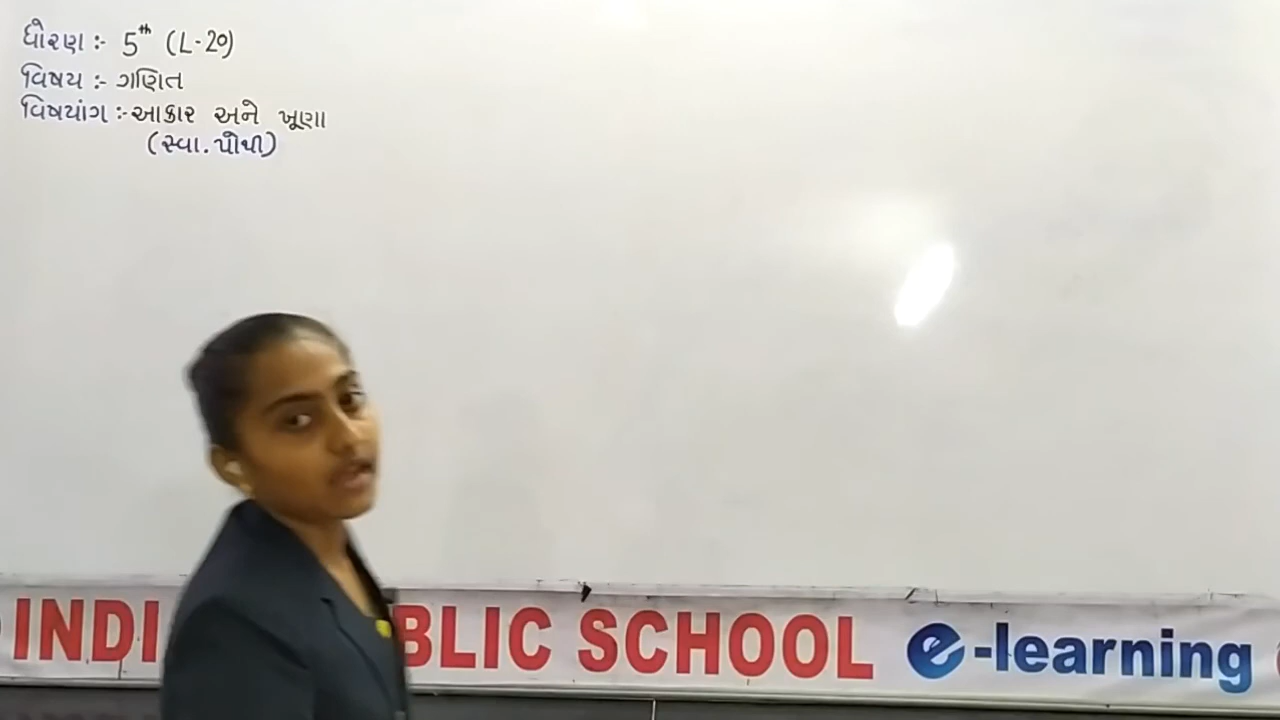 ધોરણ :- 5th (L-20)
વિષય :- ગણિત
વિષયાંગ :- આકાર અને ખૂણા
(સ્વા. પોથી)
INDI BLIC SCHOOL e-learning